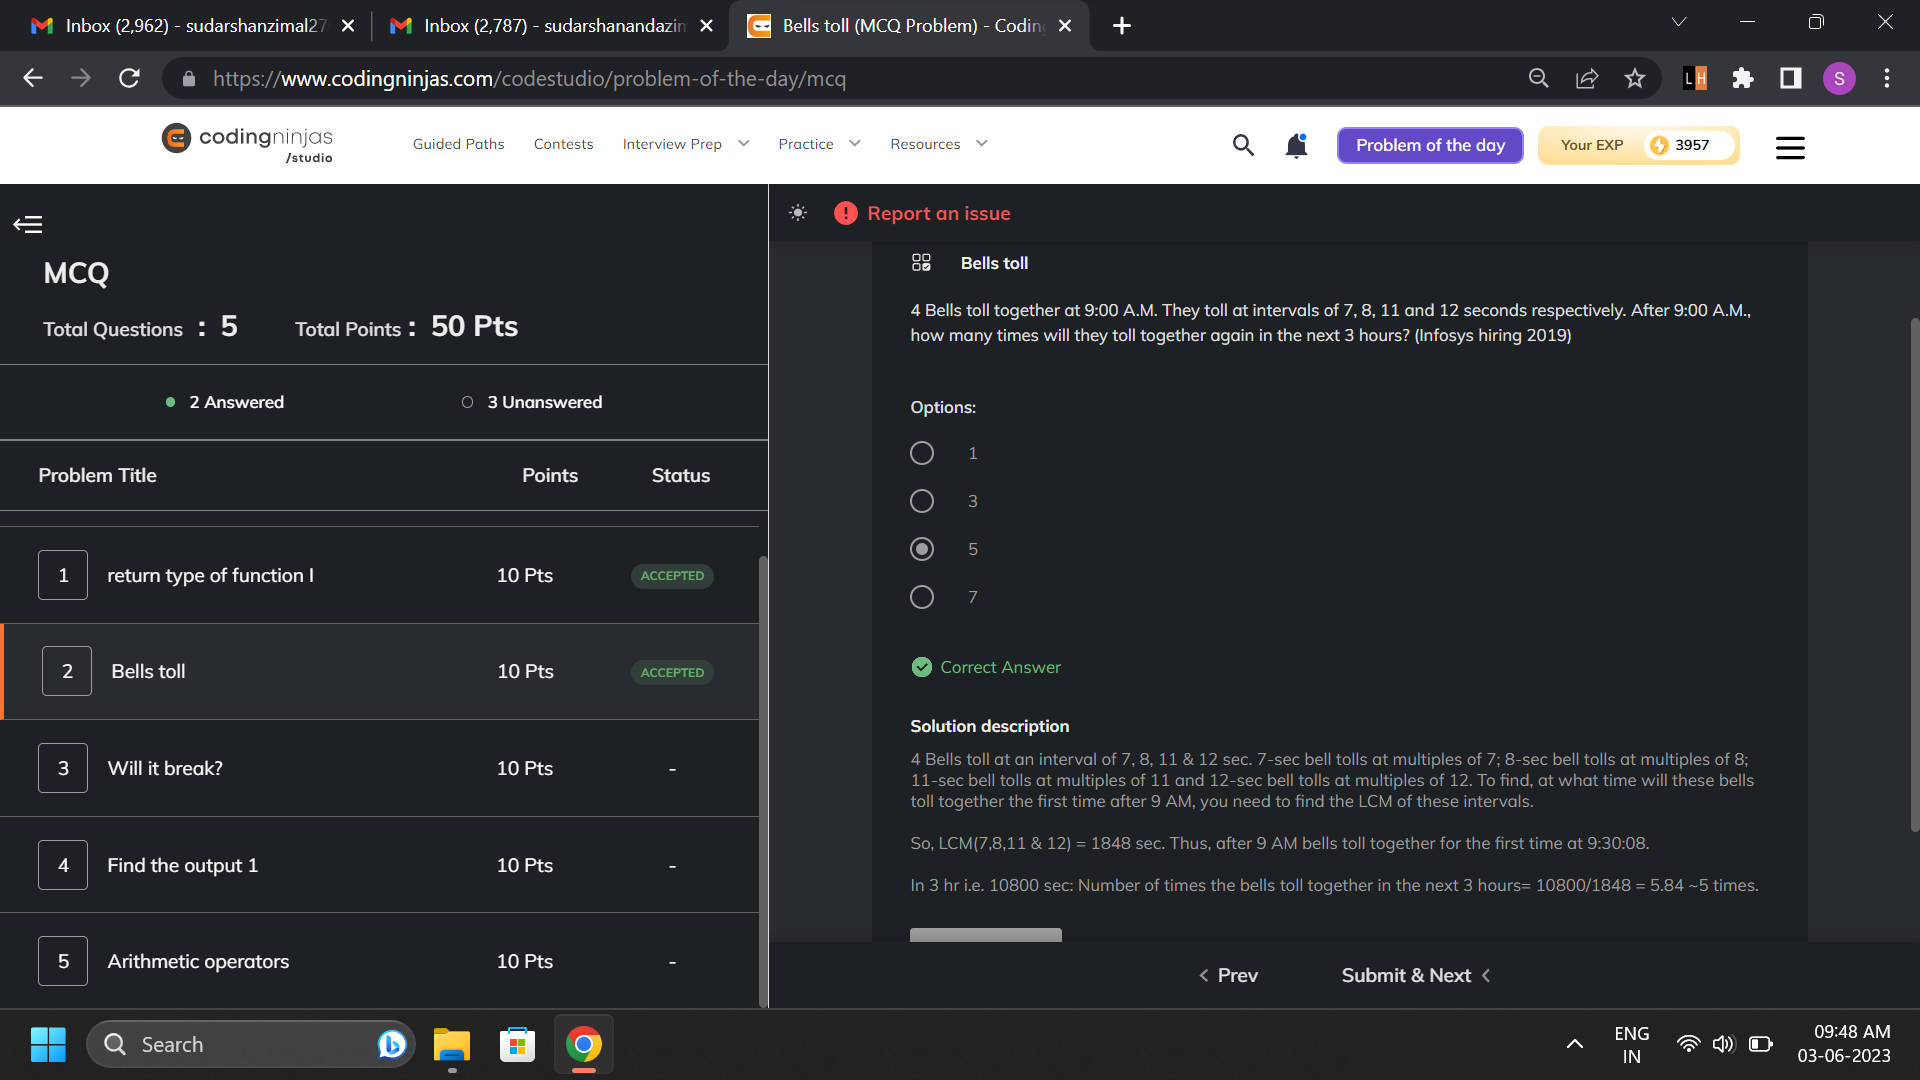 Inbox (2,962) - sudarshanzimal27
Inbox (2,787) - sudarshanandazim
Bells toll (MCQ Problem) - Coding
https://www.codingninjas.com/codestudio/problem-of-the-day/mcq
LH
S
codingninjas
/studio
Guided Paths
Contests
Interview Prep
Practice
Resources
Problem of the day
Your EXP
3957
MCQ
Total Questions : 5
Total Points : 50 Pts
2 Answered
3 Unanswered
Problem Title
Points
Status
1
return type of function I
10 Pts
ACCEPTED
2
Bells toll
10 Pts
ACCEPTED
3
Will it break?
10 Pts
-
4
Find the output 1
10 Pts
-
5
Arithmetic operators
10 Pts
-
Report an issue
Bells toll
4 Bells toll together at 9:00 A.M. They toll at intervals of 7, 8, 11 and 12 seconds respectively. After 9:00 A.M.,
how many times will they toll together again in the next 3 hours? (Infosys hiring 2019)
Options:
1
3
5
7
Correct Answer
Solution description
4 Bells toll at an interval of 7, 8, 11 & 12 sec. 7-sec bell tolls at multiples of 7; 8-sec bell tolls at multiples of 8;
11-sec bell tolls at multiples of 11 and 12-sec bell tolls at multiples of 12. To find, at what time will these bells
toll together the first time after 9 AM, you need to find the LCM of these intervals.
So, LCM(7,8,11 & 12) = 1848 sec. Thus, after 9 AM bells toll together for the first time at 9:30:08.
In 3 hr i.e. 10800 sec: Number of times the bells toll together in the next 3 hours= 10800/1848 = 5.84 ~5 times.
Prev
Submit & Next
Search
ENG
IN
09:48 AM
03-06-2023